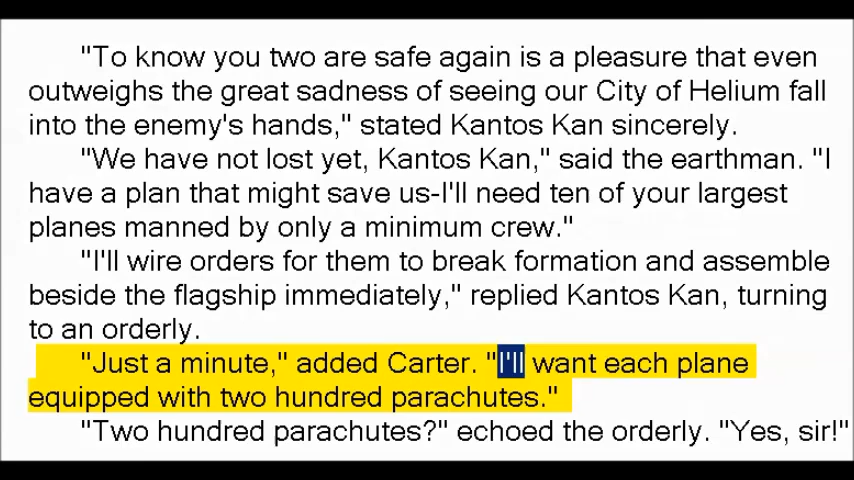 "To know you two are safe again is a pleasure that even
outweighs the great sadness of seeing our City of Helium fall
into the enemy's hands," stated Kantos Kan sincerely.
"We have not lost yet, Kantos Kan," said the earthman. "I
have a plan that might save us-I'll need ten of your largest
planes manned by only a minimum crew."
"I'll wire orders for them to break formation and assemble
beside the flagship immediately," replied Kantos Kan, turning
to an orderly.
"Just a minute," added Carter. "I'll want each plane
equipped with two hundred parachutes."
"Two hundred parachutes?" echoed the orderly. "Yes, sir!"